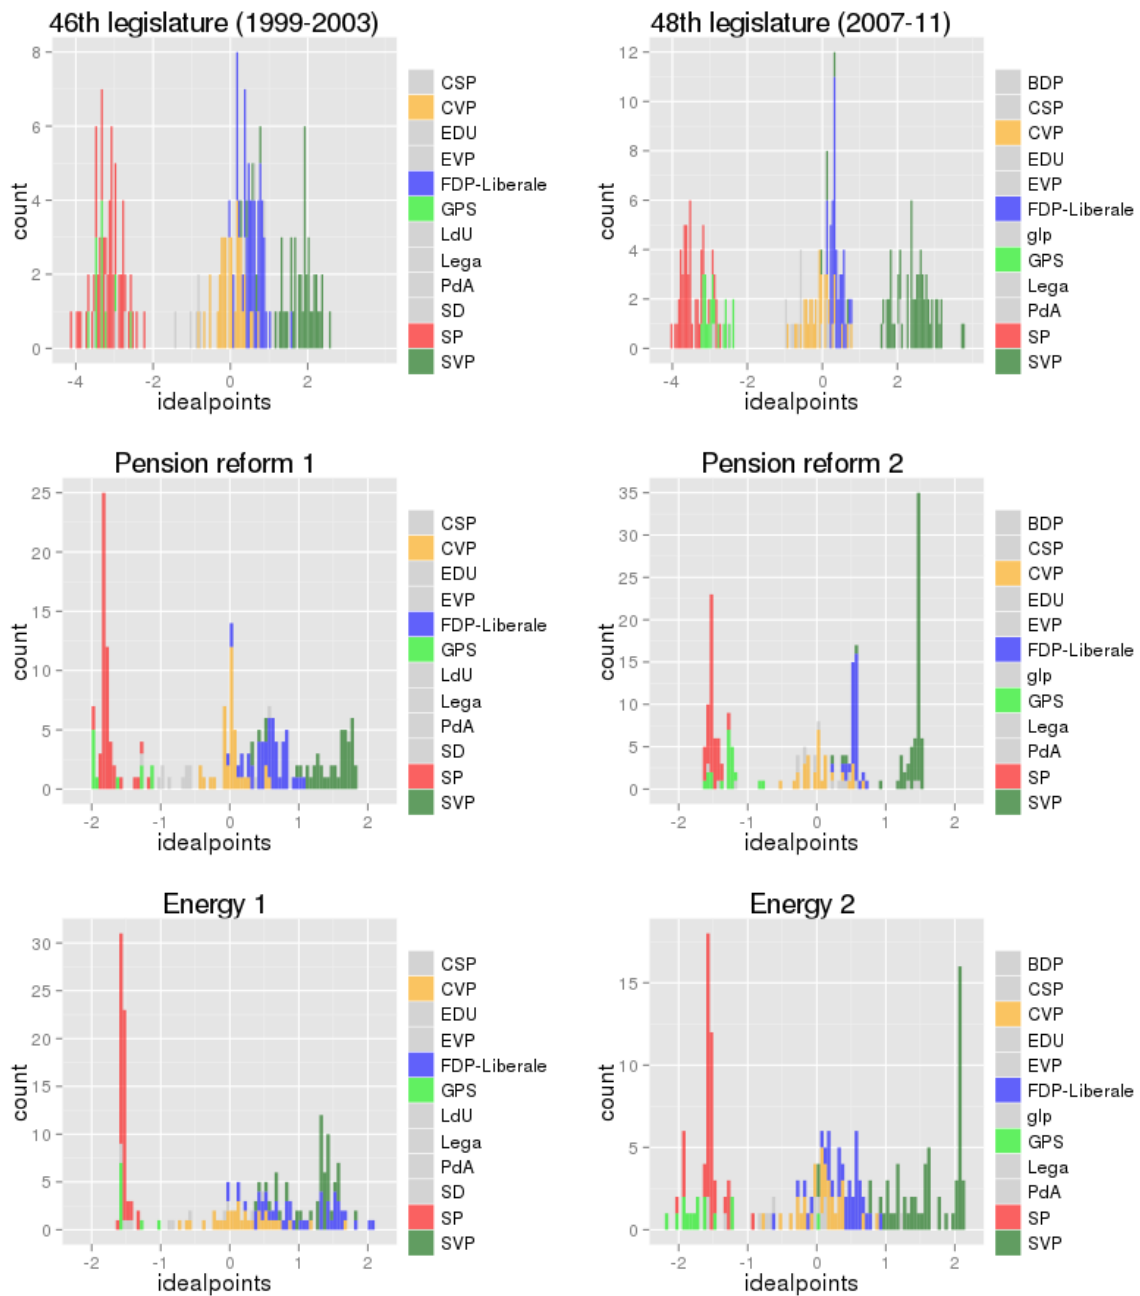 46th legislature (1999-2003)
8
6
4
2
0
count
-4
-2
0
2
idealpoints
CSP
CVP
EDU
EVP
FDP-Liberale
GPS
LdU
Lega
PdA
SD
SP
SVP
48th legislature (2007-11)
12
10
8
6
4
2
0
count
-4
-2
0
2
idealpoints
BDP
CSP
CVP
EDU
EVP
FDP-Liberale
glp
GPS
Lega
PdA
SP
SVP
Pension reform 1
25
20
15
10
5
0
count
-2
-1
0
1
2
idealpoints
CSP
CVP
EDU
EVP
FDP-Liberale
GPS
LdU
Lega
PdA
SD
SP
SVP
Pension reform 2
35
30
25
20
15
10
5
0
count
-2
-1
0
1
2
idealpoints
BDP
CSP
CVP
EDU
EVP
FDP-Liberale
glp
GPS
Lega
PdA
SP
SVP
Energy 1
30
25
20
15
10
5
0
count
-2
-1
0
1
2
idealpoints
CSP
CVP
EDU
EVP
FDP-Liberale
GPS
LdU
Lega
PdA
SD
SP
SVP
Energy 2
15
10
5
0
count
-2
-1
0
1
2
idealpoints
BDP
CSP
CVP
EDU
EVP
FDP-Liberale
glp
GPS
Lega
PdA
SP
SVP